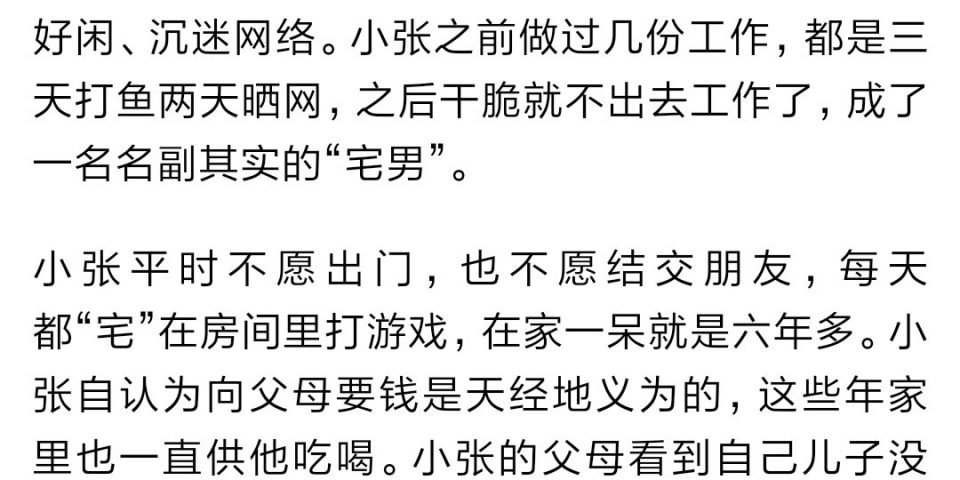 好闲、沉迷网络。小张之前做过几份工作，都是三
天打鱼两天晒网，之后干脆就不出去工作了，成了
一名名副其实的“宅男”。
小张平时不愿出门，也不愿结交朋友，每天
都“宅”在房间里打游戏，在家一呆就是六年多。小
张自认为向父母要钱是天经地义为的，这些年家
里也一直供他吃喝。小张的父母看到自己儿子没